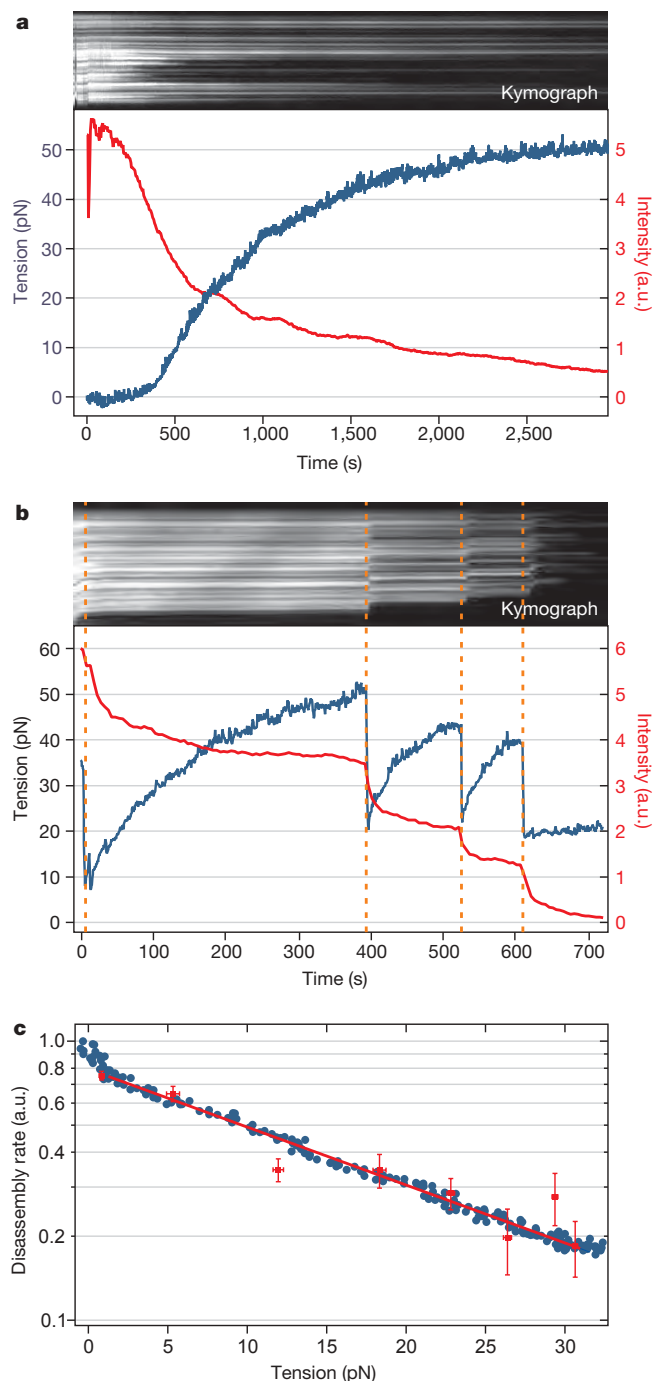 a
Kymograph
Tension (pN)
50
40
30
20
10
0
Intensity (a.u.)
5
4
3
2
1
0
0 500 1,000 1,500 2,000 2,500
Time (s)
b
Kymograph
Tension (pN)
60
50
40
30
20
10
0
Intensity (a.u.)
6
5
4
3
2
1
0
0 100 200 300 400 500 600 700
Time (s)
c
Disassembly rate (a.u.)
1.0
0.8
0.6
0.4
0.2
0.1
0 5 10 15 20 25 30
Tension (pN)